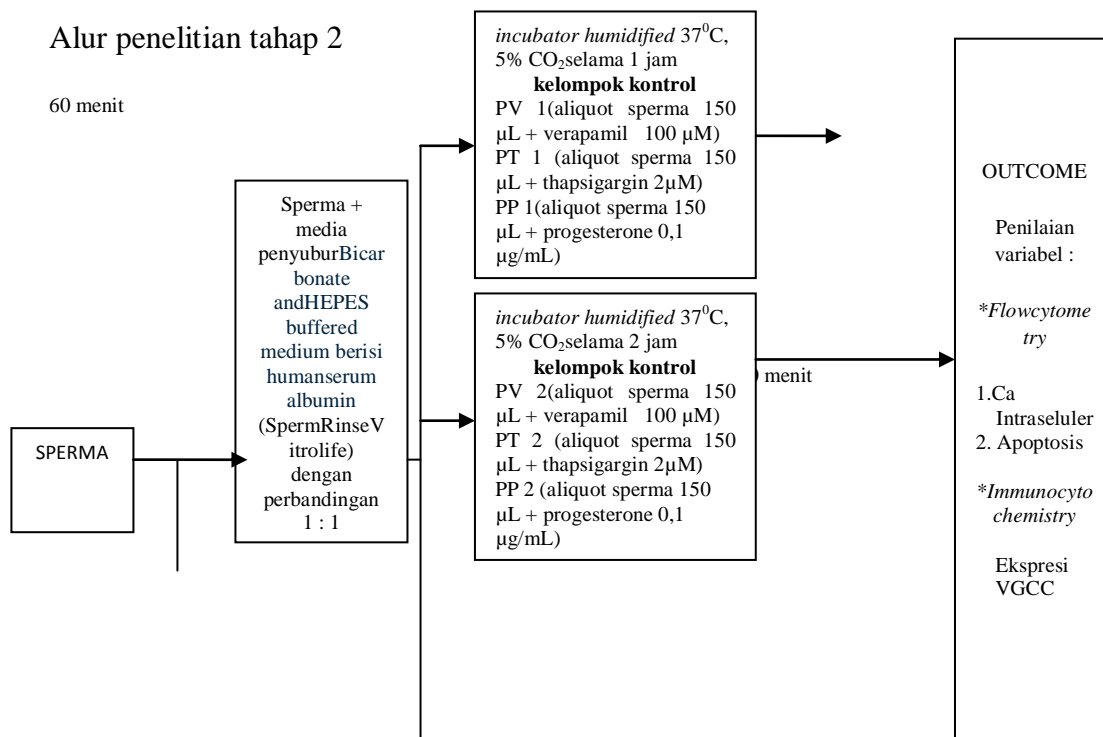 Alur penelitian tahap 2
60 menit
SPERMA
Sperma +
media
penyuburBicar
bonate
andHEPES
buffered
medium berisi
humanserum
albumin
(SpermRinseV
itrolife)
dengan
perbandingan
1 : 1
incubator humidified 37⁰C,
5% CO₂selama 1 jam
kelompok kontrol
PV 1(aliquot sperma 150
µL + verapamil 100 µM)
PT 1 (aliquot sperma 150
µL + thapsigargin 2µM)
PP 1(aliquot sperma 150
µL + progesterone 0,1
µg/mL)
incubator humidified 37⁰C,
5% CO₂selama 2 jam
kelompok kontrol
PV 2(aliquot sperma 150
µL + verapamil 100 µM)
PT 2 (aliquot sperma 150
µL + thapsigargin 2µM)
PP 2 (aliquot sperma 150
µL + progesterone 0,1
µg/mL)
menit
OUTCOME
Penilaian
variabel :
*Flowcytome
try
1.Ca
Intraseluler
2. Apoptosis
*Immunocyto
chemistry
Ekspresi
VGCC